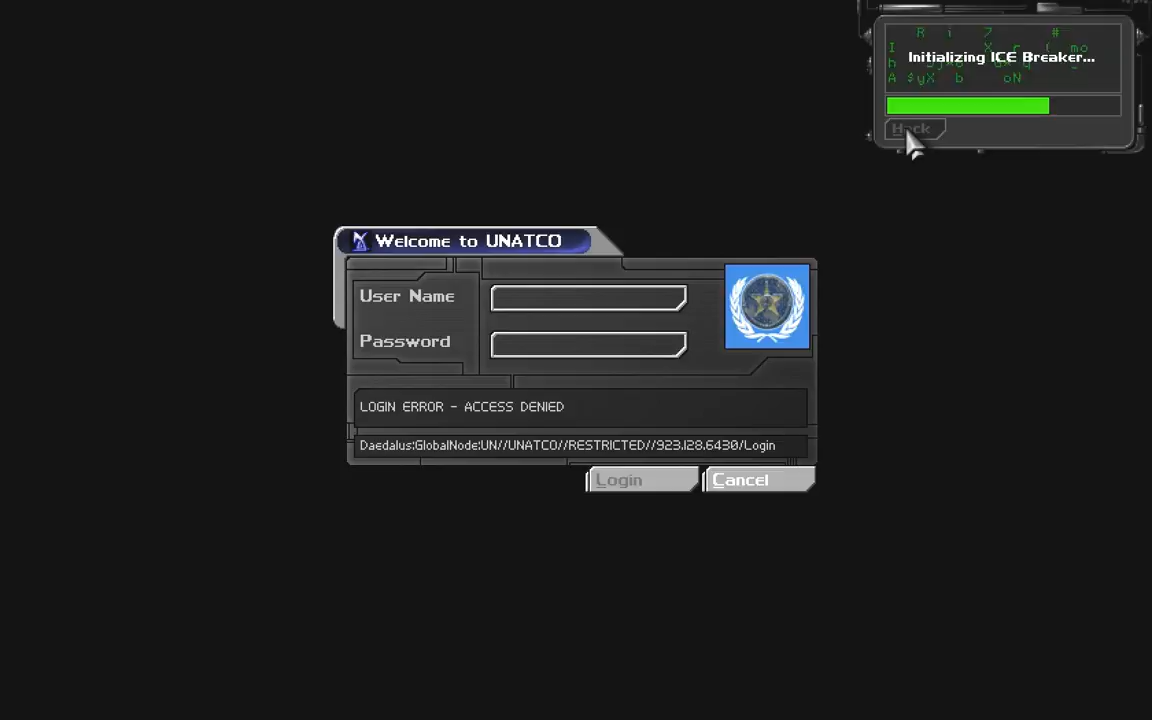 Initializing ICE Breaker...
Hack
Welcome to UNATCO
User Name
Password
LOGIN ERROR - ACCESS DENIED
Daedalus:GlobalNode:UN//UNATCO//RESTRICTED//923.128.6430/Login
Login
Cancel